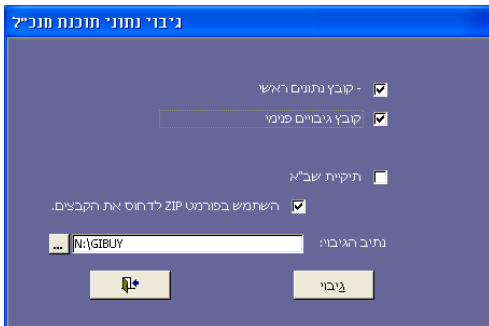 גיבוי נתוני תוכנת מנכ"ל
- קובץ נתונים ראשי
קובץ גיבויים פנימי
תיקיית שב"א
השתמש בפורמט ZIP לדחוס את הקבצים.
נתיב הגיבוי: N:\GIBUY ...
גיבוי